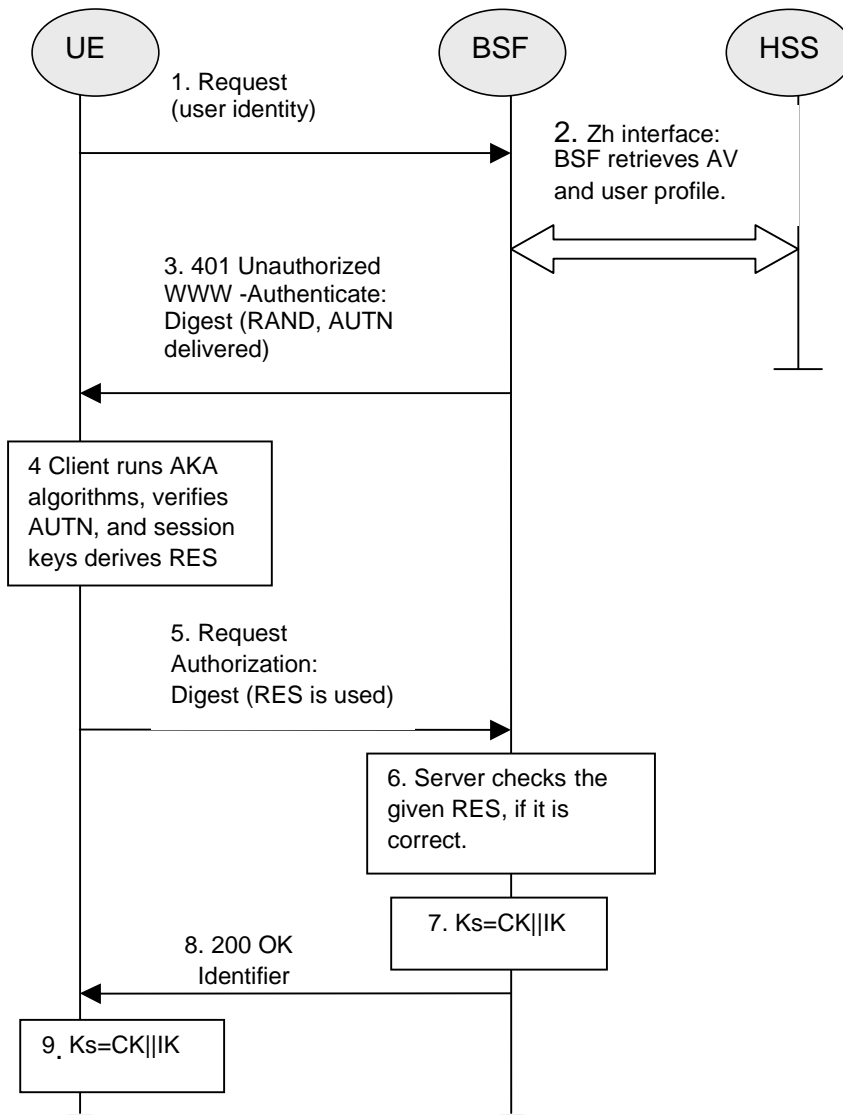 UE
BSF
HSS
1. Request
(user identity)
2. Zh interface:
BSF retrieves AV
and user profile.
3. 401 Unauthorized
WWW -Authenticate:
Digest (RAND, AUTN
delivered)
4 Client runs AKA
algorithms, verifies
AUTN, and session
keys derives RES
5. Request
Authorization:
Digest (RES is used)
6. Server checks the
given RES, if it is
correct.
7. Ks=CK||IK
8. 200 OK
Identifier
9. Ks=CK||IK